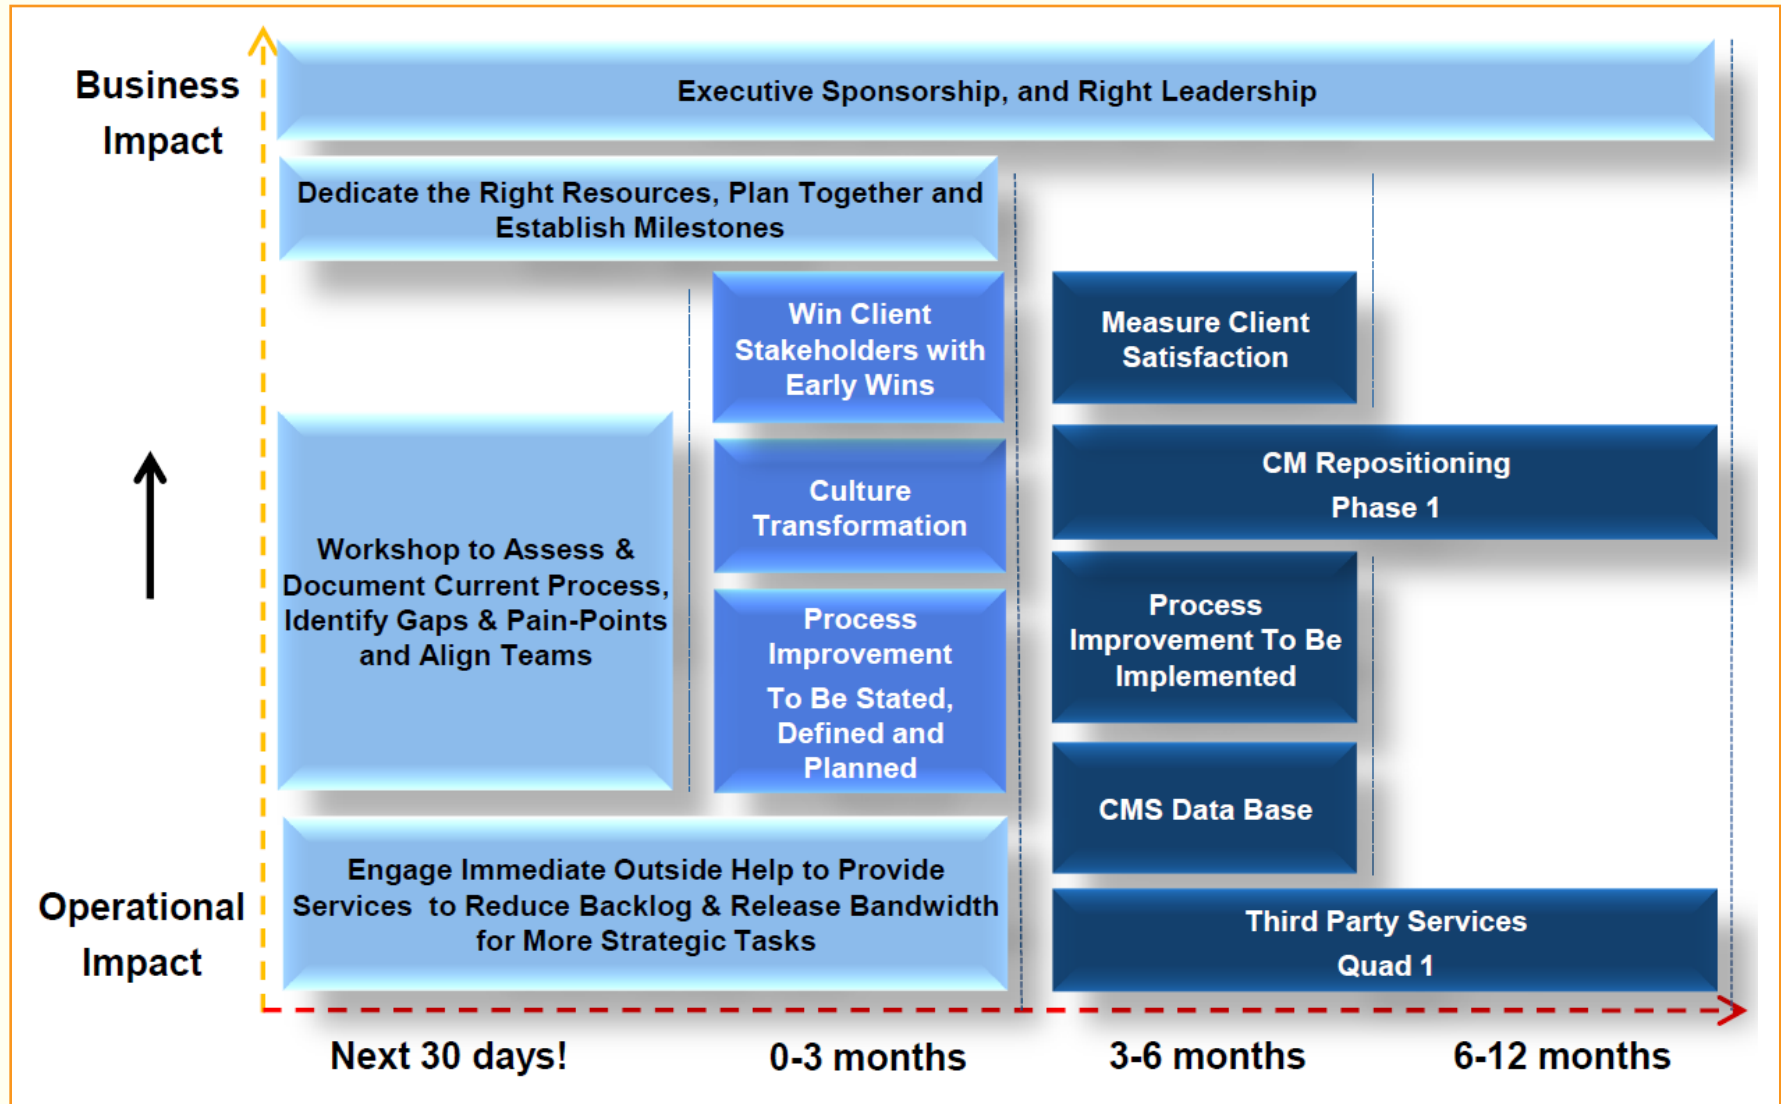 Business
Impact
Executive Sponsorship, and Right Leadership
Dedicate the Right Resources, Plan Together and
Establish Milestones
Win Client
Stakeholders with
Early Wins
Measure Client
Satisfaction
Workshop to Assess &
Document Current Process,
Identify Gaps & Pain-Points
and Align Teams
Culture
Transformation
CM Repositioning
Phase 1
Process
Improvement
To Be Stated,
Defined and
Planned
Process
Improvement To Be
Implemented
CMS Data Base
Operational
Impact
Engage Immediate Outside Help to Provide
Services to Reduce Backlog & Release Bandwidth
for More Strategic Tasks
Third Party Services
Quad 1
Next 30 days!
0-3 months
3-6 months
6-12 months